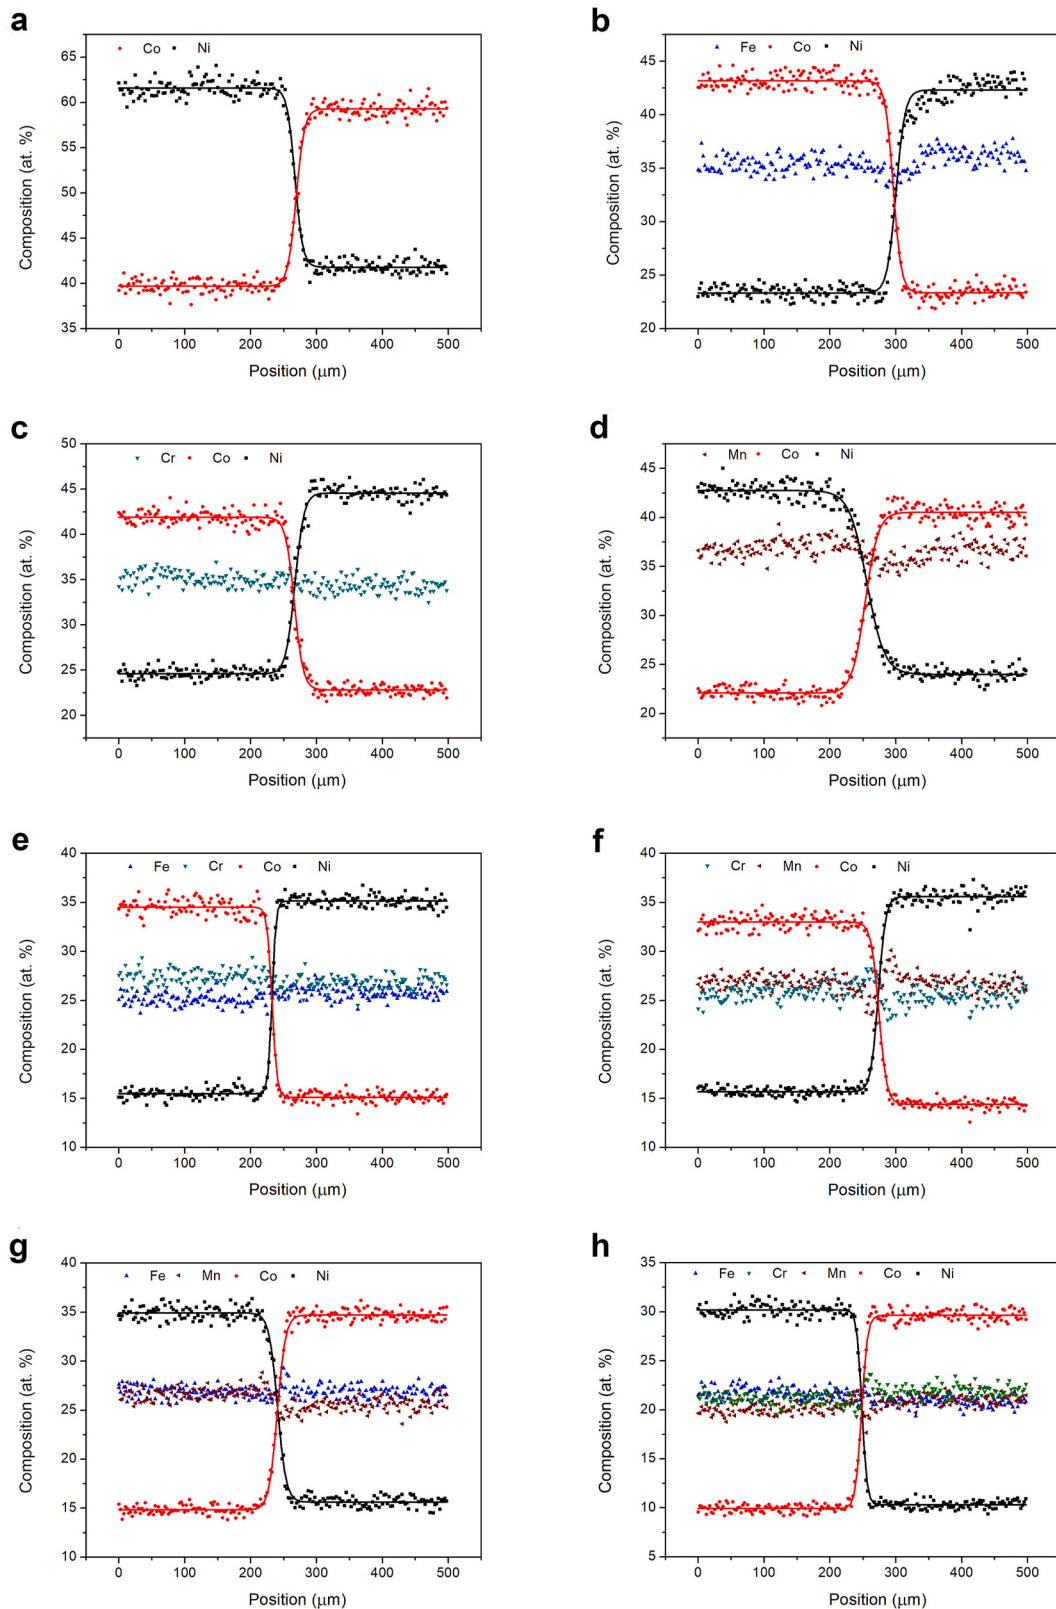 a
Co Ni
65
60
55
50
45
40
35
Composition (at. %)
0 100 200 300 400 500
Position (μm)
b
Fe Co Ni
45
40
35
30
25
20
Composition (at. %)
0 100 200 300 400 500
Position (μm)
c
Cr Co Ni
50
45
40
35
30
25
20
Composition (at. %)
0 100 200 300 400 500
Position (μm)
d
Mn Co Ni
45
40
35
30
25
20
Composition (at. %)
0 100 200 300 400 500
Position (μm)
e
Fe Cr Co Ni
40
35
30
25
20
15
10
Composition (at. %)
0 100 200 300 400 500
Position (μm)
f
Cr Mn Co Ni
40
35
30
25
20
15
10
Composition (at. %)
0 100 200 300 400 500
Position (μm)
g
Fe Mn Co Ni
40
35
30
25
20
15
10
Composition (at. %)
0 100 200 300 400 500
Position (μm)
h
Fe Cr Mn Co Ni
35
30
25
20
15
10
5
Composition (at. %)
0 100 200 300 400 500
Position (μm)